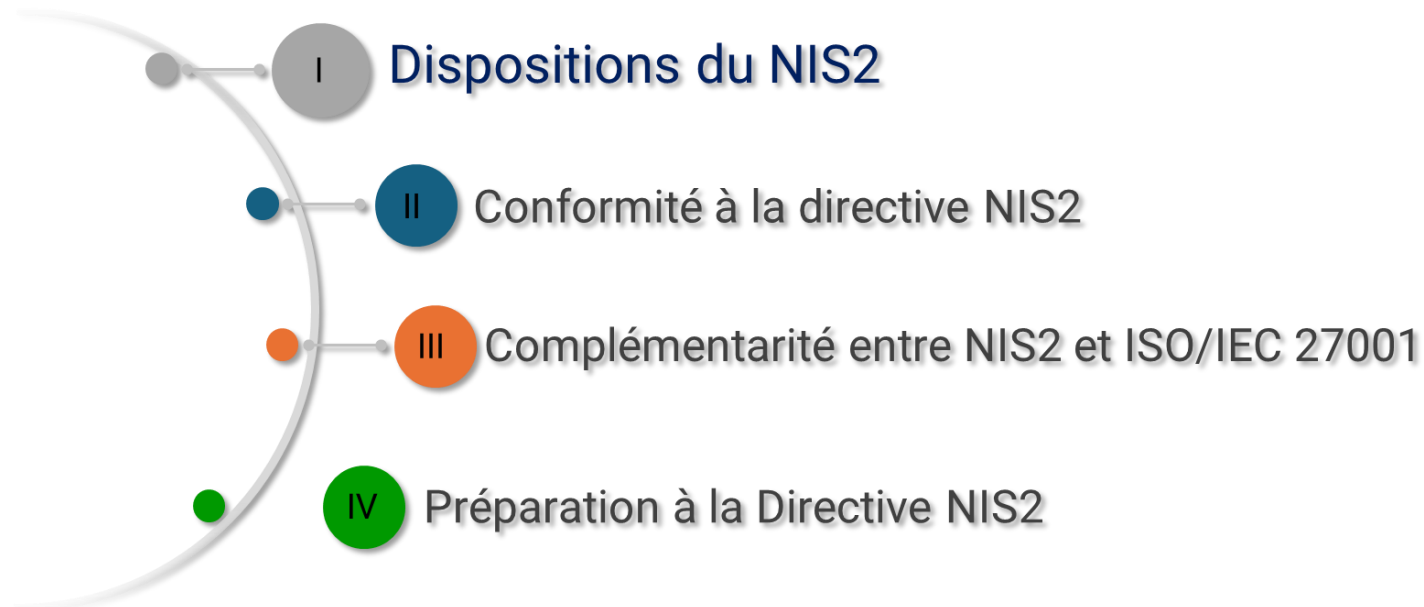 I Dispositions du NIS2
II Conformité à la directive NIS2
III Complémentarité entre NIS2 et ISO/IEC 27001
IV Préparation à la Directive NIS2